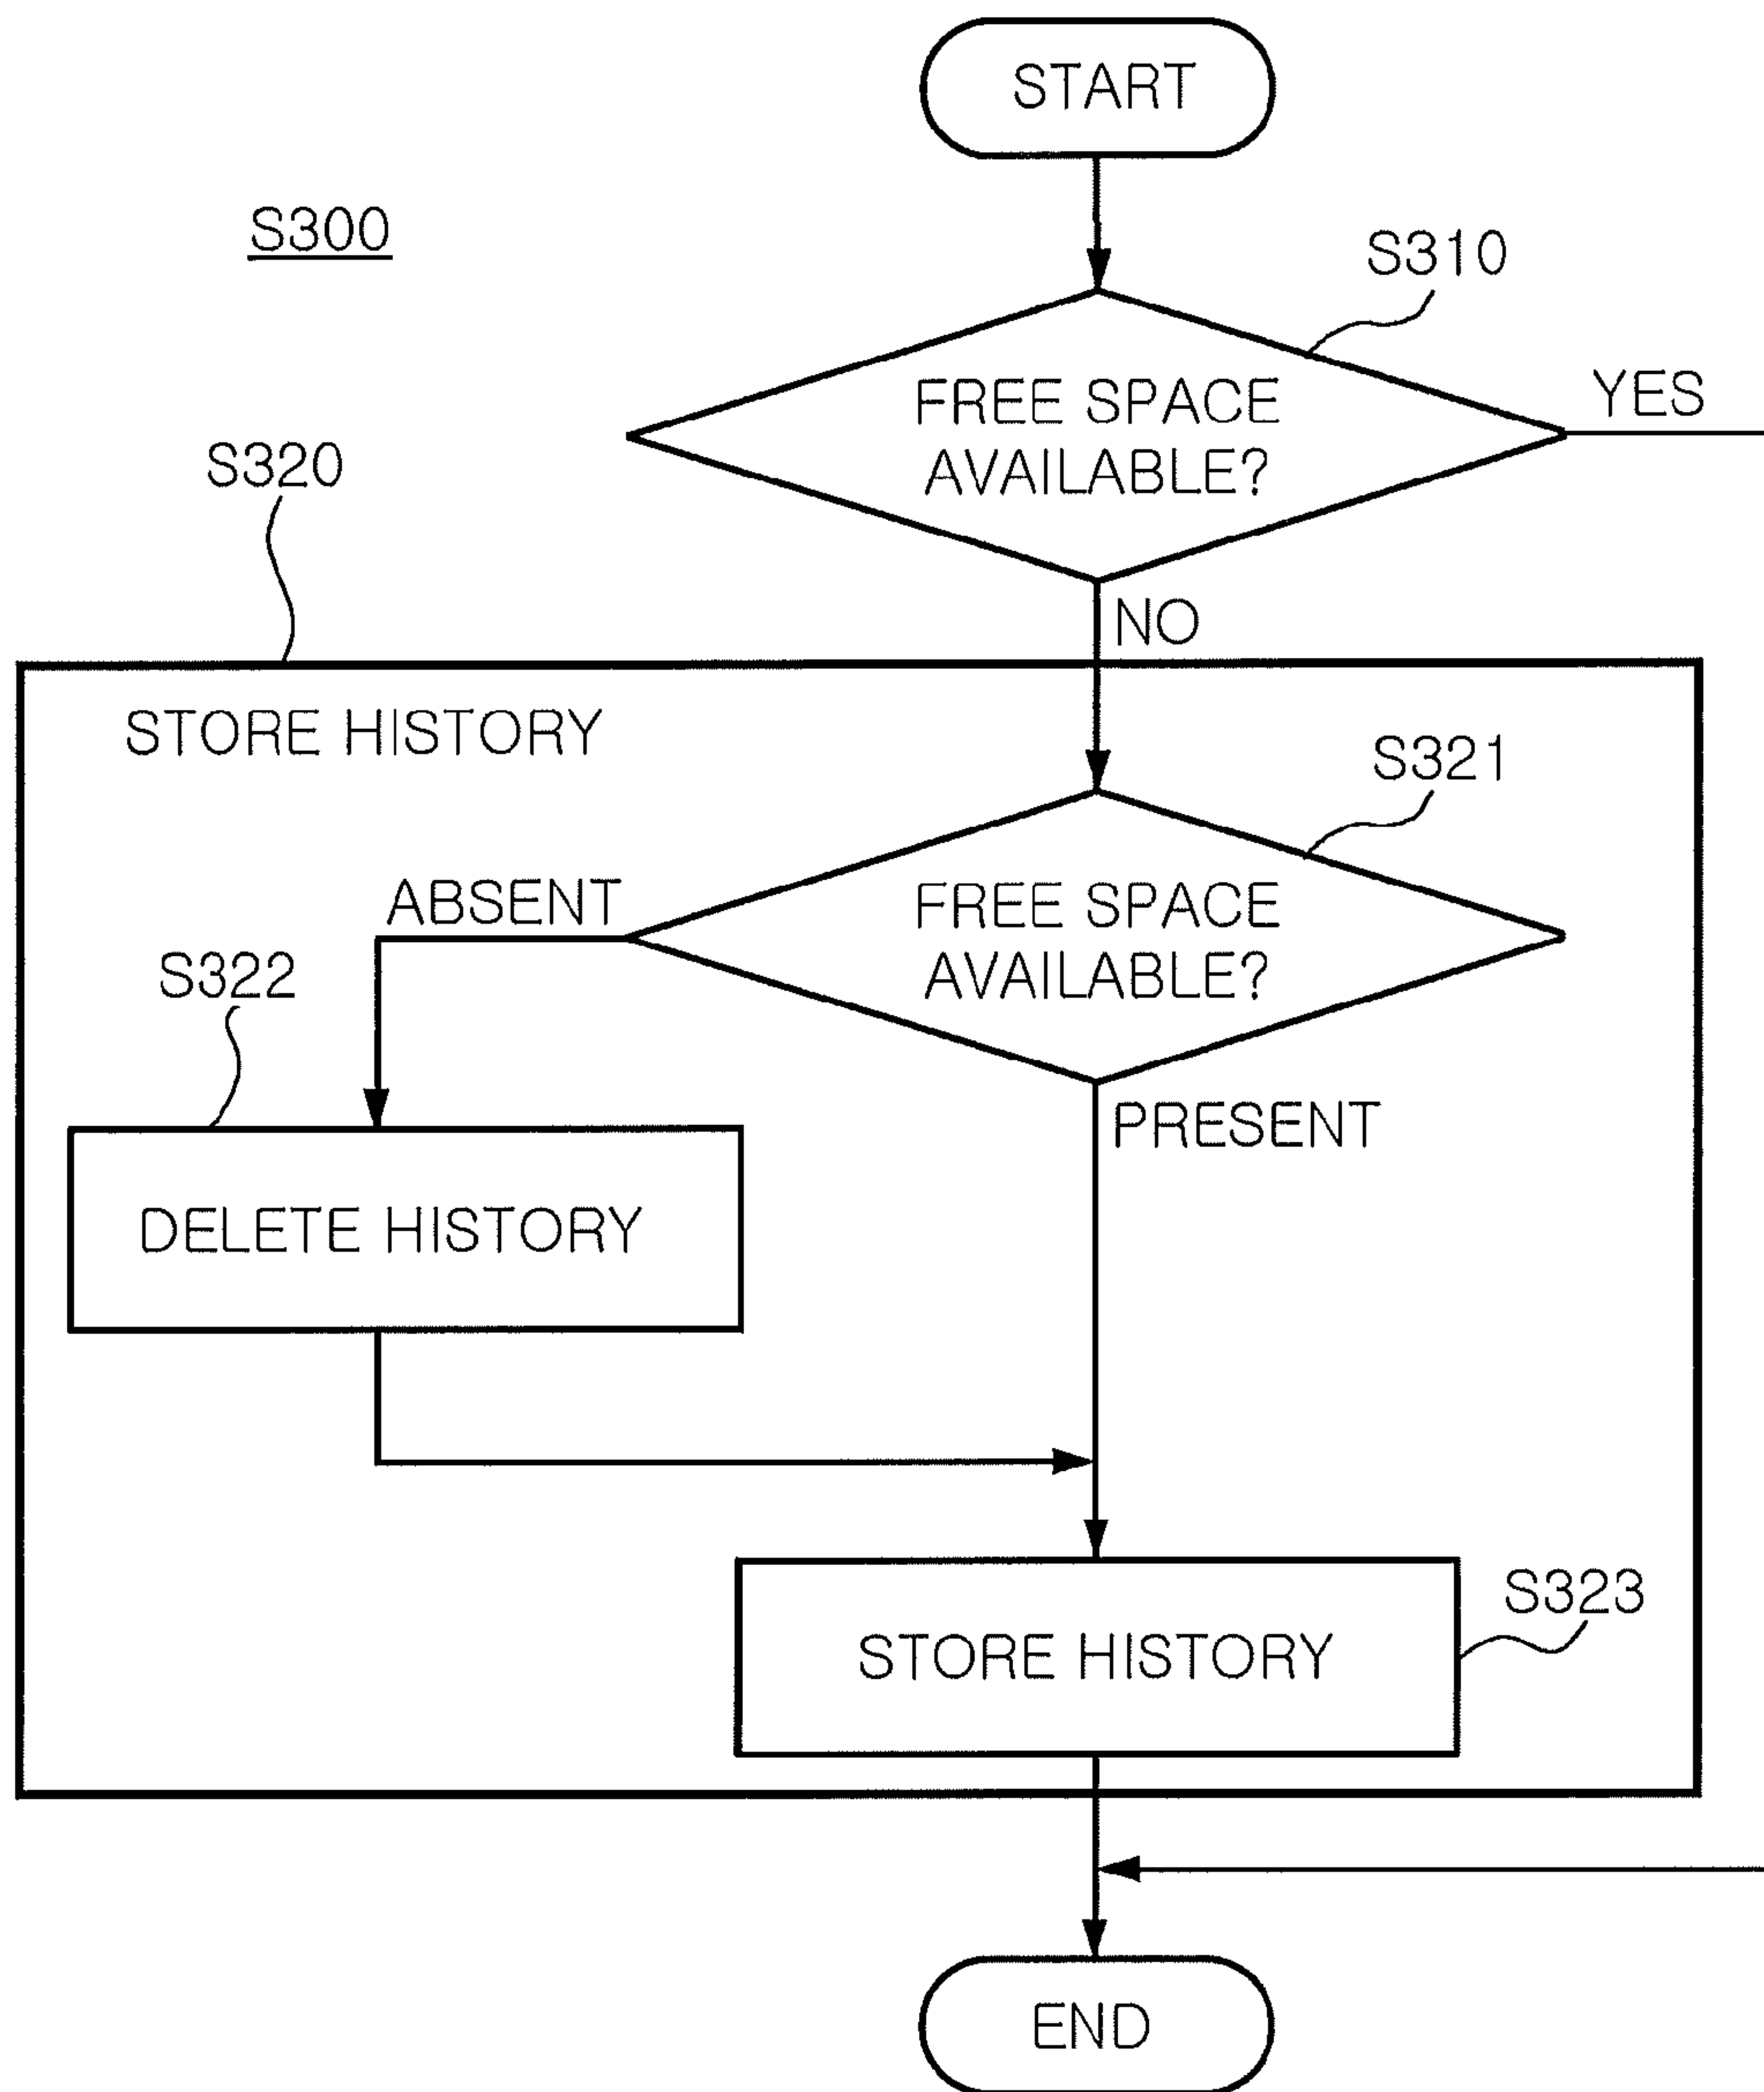 START
S300
S310
FREE SPACE
AVAILABLE?
YES
S320
NO
STORE HISTORY
S321
ABSENT
FREE SPACE
AVAILABLE?
S322
PRESENT
DELETE HISTORY
S323
STORE HISTORY
END